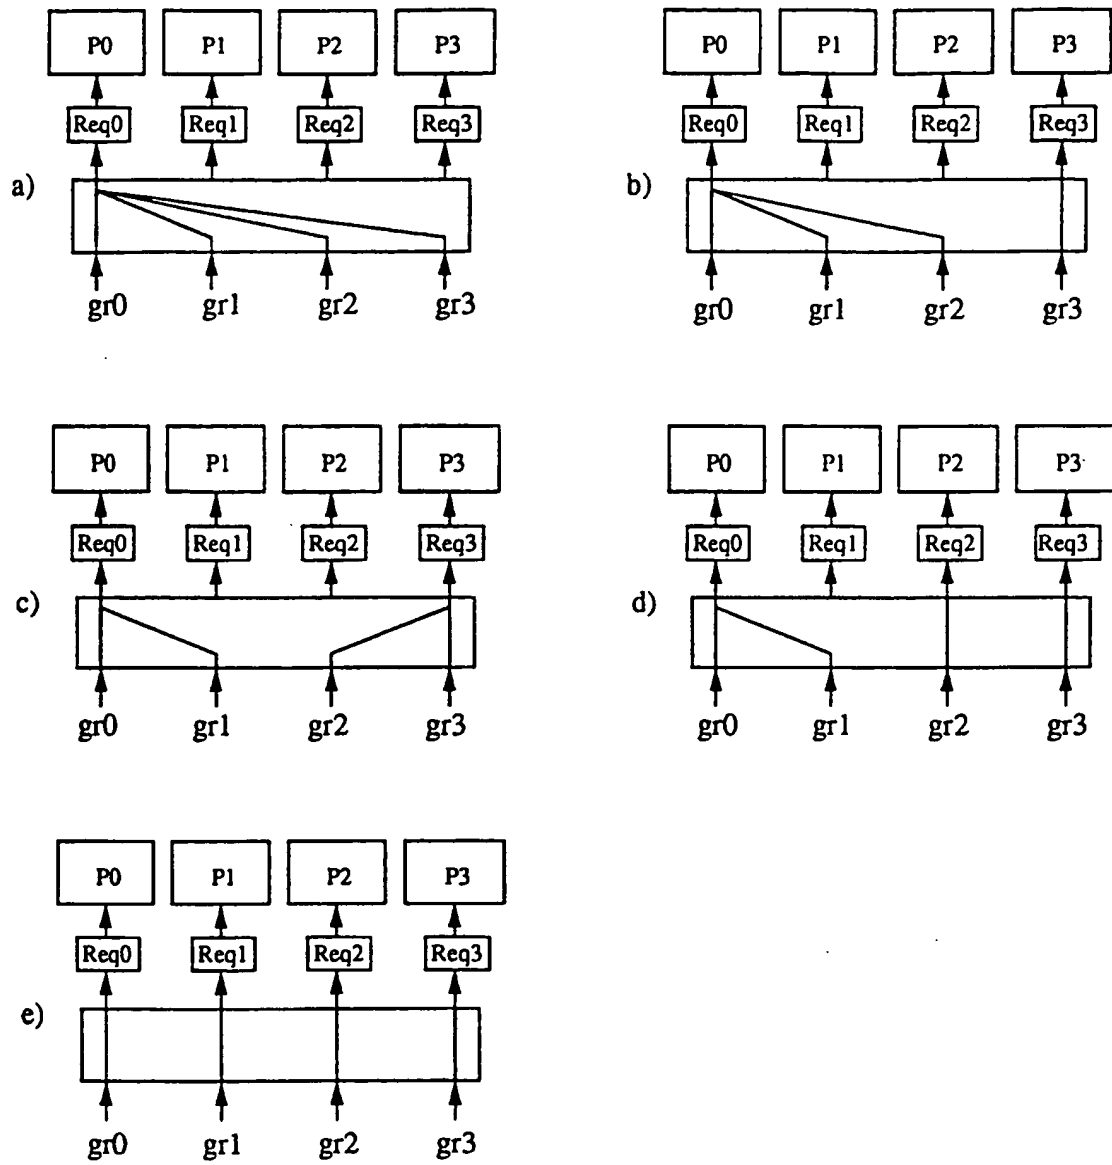 P0 P1 P2 P3
Req0 Req1 Req2 Req3
a)
gr0 gr1 gr2 gr3
P0 P1 P2 P3
Req0 Req1 Req2 Req3
b)
gr0 gr1 gr2 gr3
P0 P1 P2 P3
Req0 Req1 Req2 Req3
c)
gr0 gr1 gr2 gr3
P0 P1 P2 P3
Req0 Req1 Req2 Req3
d)
gr0 gr1 gr2 gr3
P0 P1 P2 P3
Req0 Req1 Req2 Req3
e)
gr0 gr1 gr2 gr3